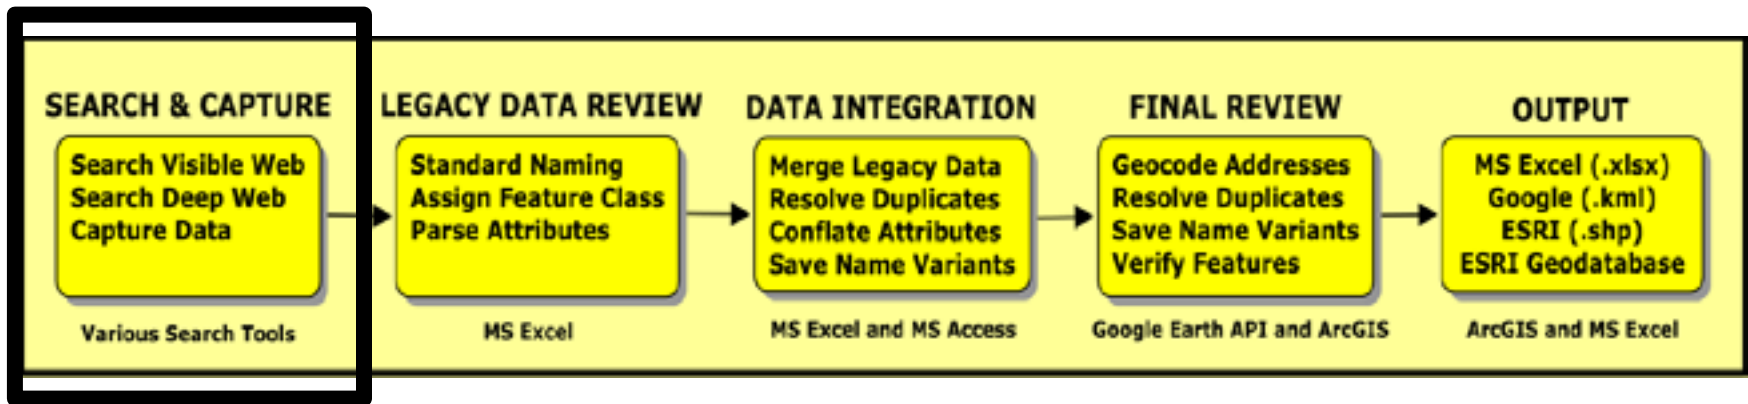 SEARCH & CAPTURE
Search Visible Web
Search Deep Web
Capture Data
Various Search Tools
LEGACY DATA REVIEW
Standard Naming
Assign Feature Class
Parse Attributes
MS Excel
DATA INTEGRATION
Merge Legacy Data
Resolve Duplicates
Conflate Attributes
Save Name Variants
MS Excel and MS Access
FINAL REVIEW
Geocode Addresses
Resolve Duplicates
Save Name Variants
Verify Features
Google Earth API and ArcGIS
OUTPUT
MS Excel (.xlsx)
Google (.kml)
ESRI (.shp)
ESRI Geodatabase
ArcGIS and MS Excel